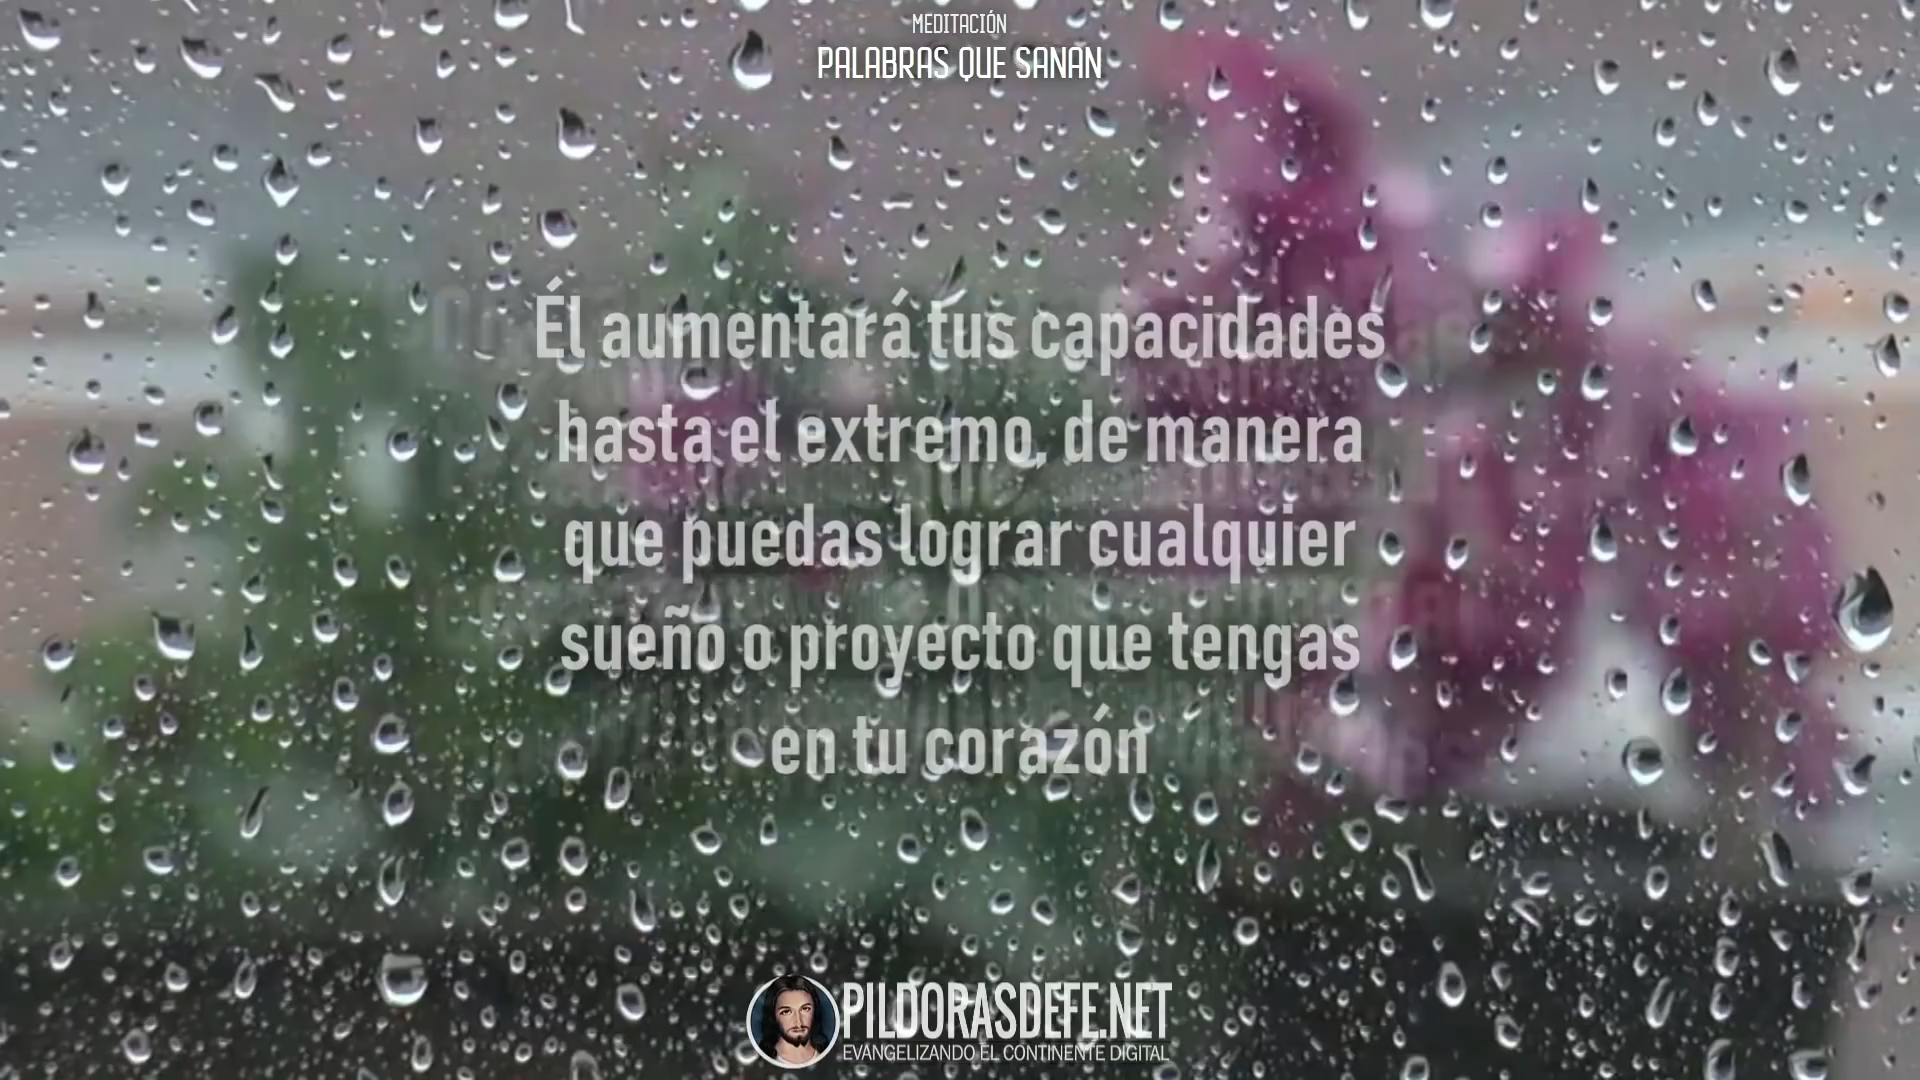 MEDITACIÓN
PALABRAS QUE SANAN
Él aumentará tus capacidades
hasta el extremo, de manera
que puedas lograr cualquier
sueño o proyecto que tengas
en tu corazón
PILDORASDEFE.NET
EVANGELIZANDO EL CONTINENTE DIGITAL